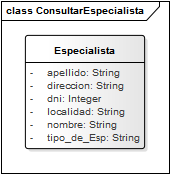 class ConsultarEspecialista
Especialista
- apellido: String
- direccion: String
- dni: Integer
- localidad: String
- nombre: String
- tipo_de_Esp: String